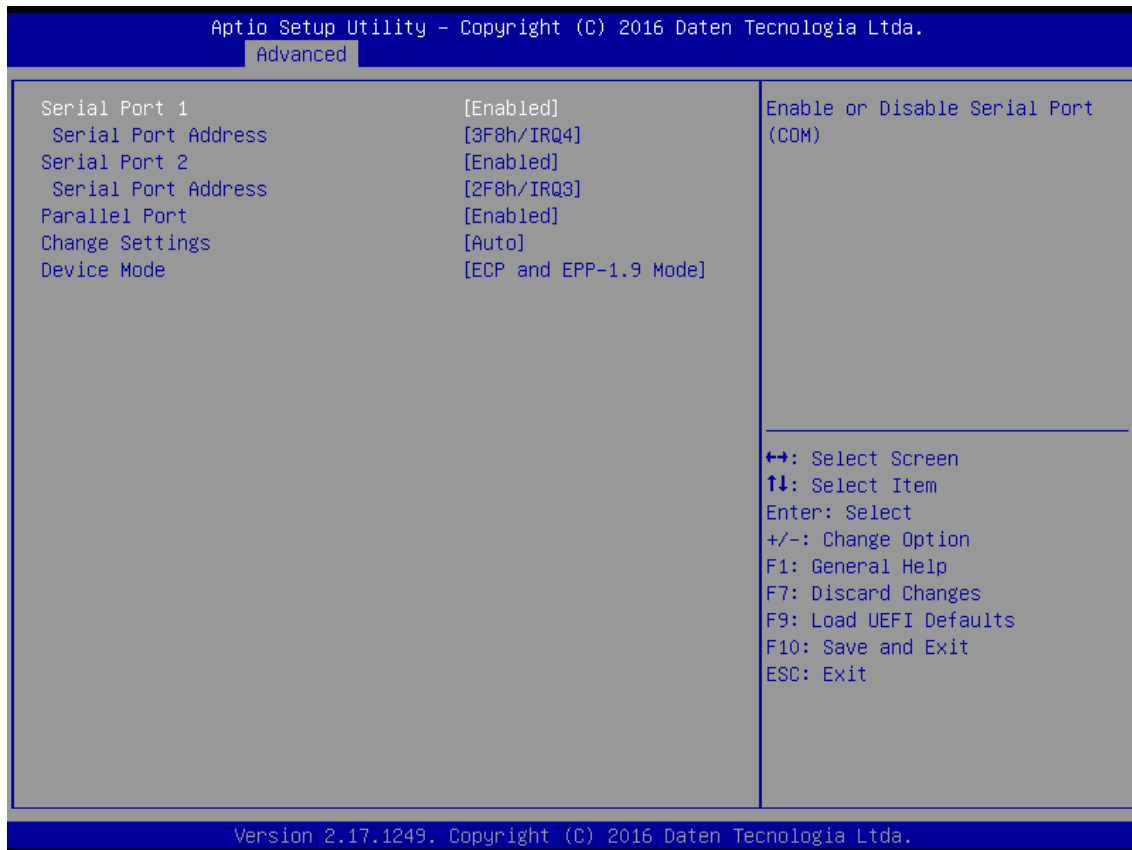 Aptio Setup Utility – Copyright (C) 2016 Daten Tecnologia Ltda.
Advanced
Serial Port 1 [Enabled]
Serial Port Address [3F8h/IRQ4]
Serial Port 2 [Enabled]
Serial Port Address [2F8h/IRQ3]
Parallel Port [Enabled]
Change Settings [Auto]
Device Mode [ECP and EPP-1.9 Mode]
Enable or Disable Serial Port
(COM)
↔: Select Screen
↑↓: Select Item
Enter: Select
+/-: Change Option
F1: General Help
F7: Discard Changes
F9: Load UEFI Defaults
F10: Save and Exit
ESC: Exit
Version 2.17.1249. Copyright (C) 2016 Daten Tecnologia Ltda.